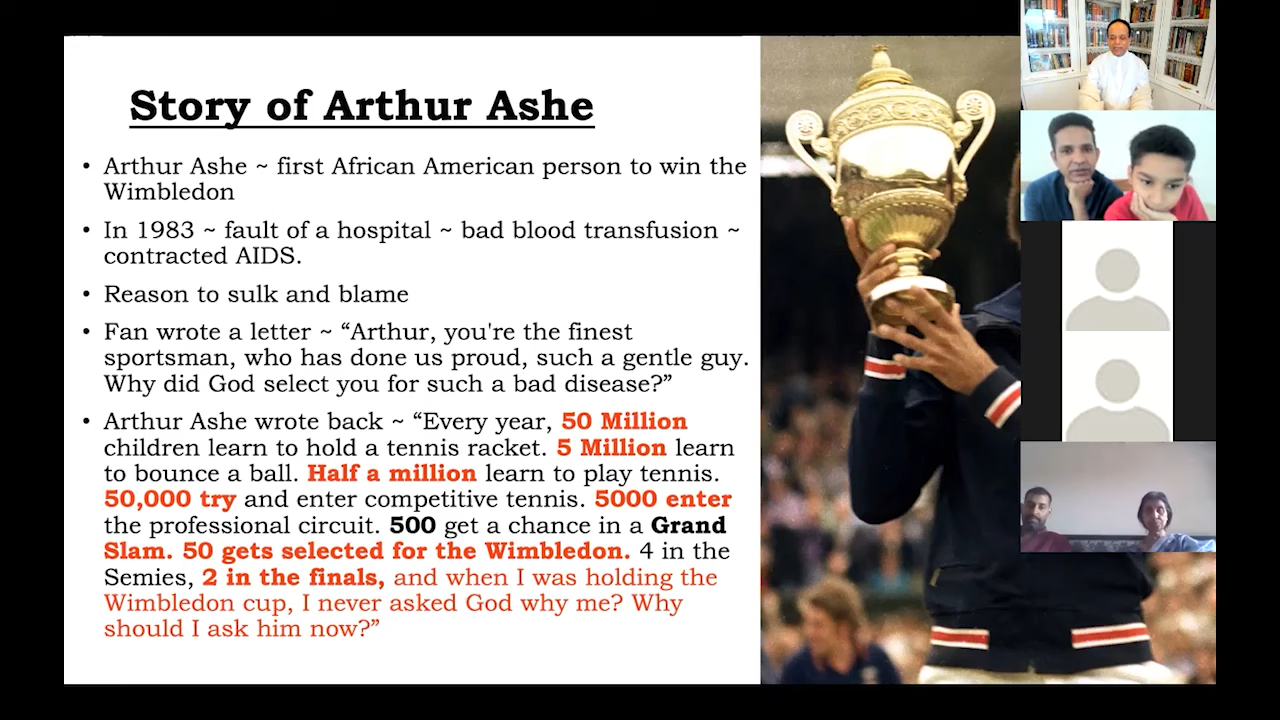 Story of Arthur Ashe
• Arthur Ashe ~ first African American person to win the
Wimbledon
• In 1983 ~ fault of a hospital ~ bad blood transfusion ~
contracted AIDS.
• Reason to sulk and blame
• Fan wrote a letter ~ “Arthur, you're the finest
sportsman, who has done us proud, such a gentle guy.
Why did God select you for such a bad disease?”
• Arthur Ashe wrote back ~ “Every year, 50 Million
children learn to hold a tennis racket. 5 Million learn
to bounce a ball. Half a million learn to play tennis.
50,000 try and enter competitive tennis. 5000 enter
the professional circuit. 500 get a chance in a Grand
Slam. 50 gets selected for the Wimbledon. 4 in the
Semies, 2 in the finals, and when I was holding the
Wimbledon cup, I never asked God why me? Why
should I ask him now?”